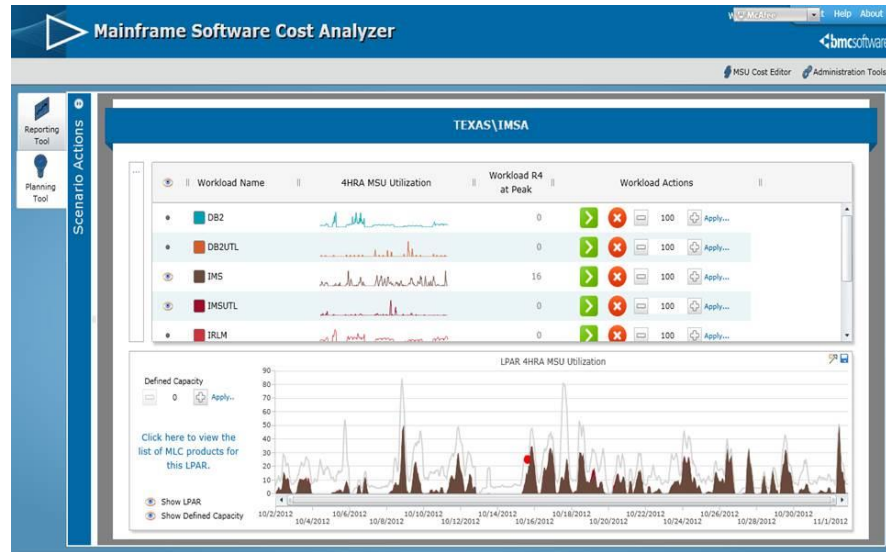 Mainframe Software Cost Analyzer
McAfee
t Help About
bmcsoftware
MSU Cost Editor Administration Tools
Reporting Tool
Planning Tool
Scenario Actions
TEXAS\IMSA
...
Workload Name 4HRA MSU Utilization Workload R4 at Peak Workload Actions
DB2 0 100 Apply...
DB2UTL 0 100 Apply...
IMS 16 100 Apply...
IMSUTL 0 100 Apply...
IRLM 0 100 Apply...
LPAR 4HRA MSU Utilization
Defined Capacity
0 Apply...
Click here to view the
list of MLC products for
this LPAR.
Show LPAR
Show Defined Capacity
90
80
70
60
50
40
30
20
10
0
10/2/2012 10/6/2012 10/10/2012 10/14/2012 10/18/2012 10/22/2012 10/26/2012 10/30/2012
10/4/2012 10/8/2012 10/12/2012 10/16/2012 10/20/2012 10/24/2012 10/28/2012 11/1/2012